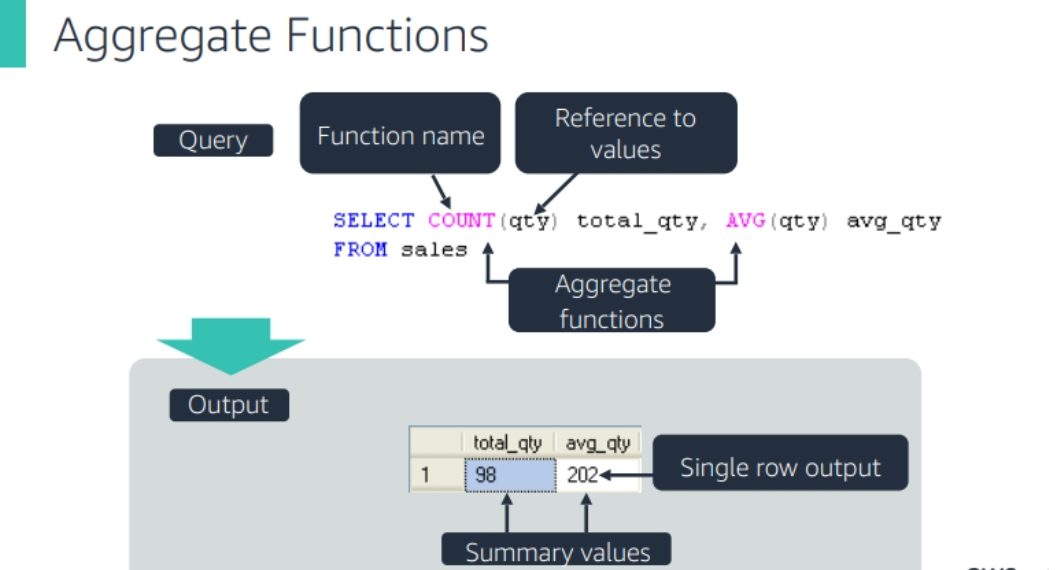 Aggregate Functions
Query
Function name
Reference to
values
SELECT COUNT(qty) total_qty, AVG(qty) avg_qty
FROM sales
Aggregate
functions
Output
total_qty avg_qty
1 98 202
Single row output
Summary values